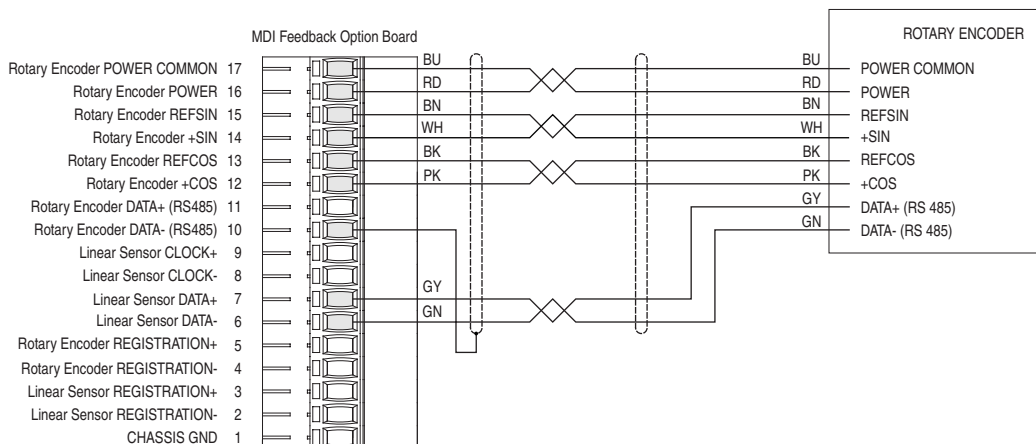 MDI Feedback Option Board
ROTARY ENCODER
Rotary Encoder POWER COMMON 17 BU BU POWER COMMON
Rotary Encoder POWER 16 RD RD POWER
Rotary Encoder REFSIN 15 BN BN REFSIN
Rotary Encoder +SIN 14 WH WH +SIN
Rotary Encoder REFCOS 13 BK BK REFCOS
Rotary Encoder +COS 12 PK PK +COS
Rotary Encoder DATA+ (RS485) 11 GY DATA+ (RS 485)
Rotary Encoder DATA- (RS485) 10 GN DATA- (RS 485)
Linear Sensor CLOCK+ 9
Linear Sensor CLOCK- 8
Linear Sensor DATA+ 7 GY
Linear Sensor DATA- 6 GN
Rotary Encoder REGISTRATION+ 5
Rotary Encoder REGISTRATION- 4
Linear Sensor REGISTRATION+ 3
Linear Sensor REGISTRATION- 2
CHASSIS GND 1